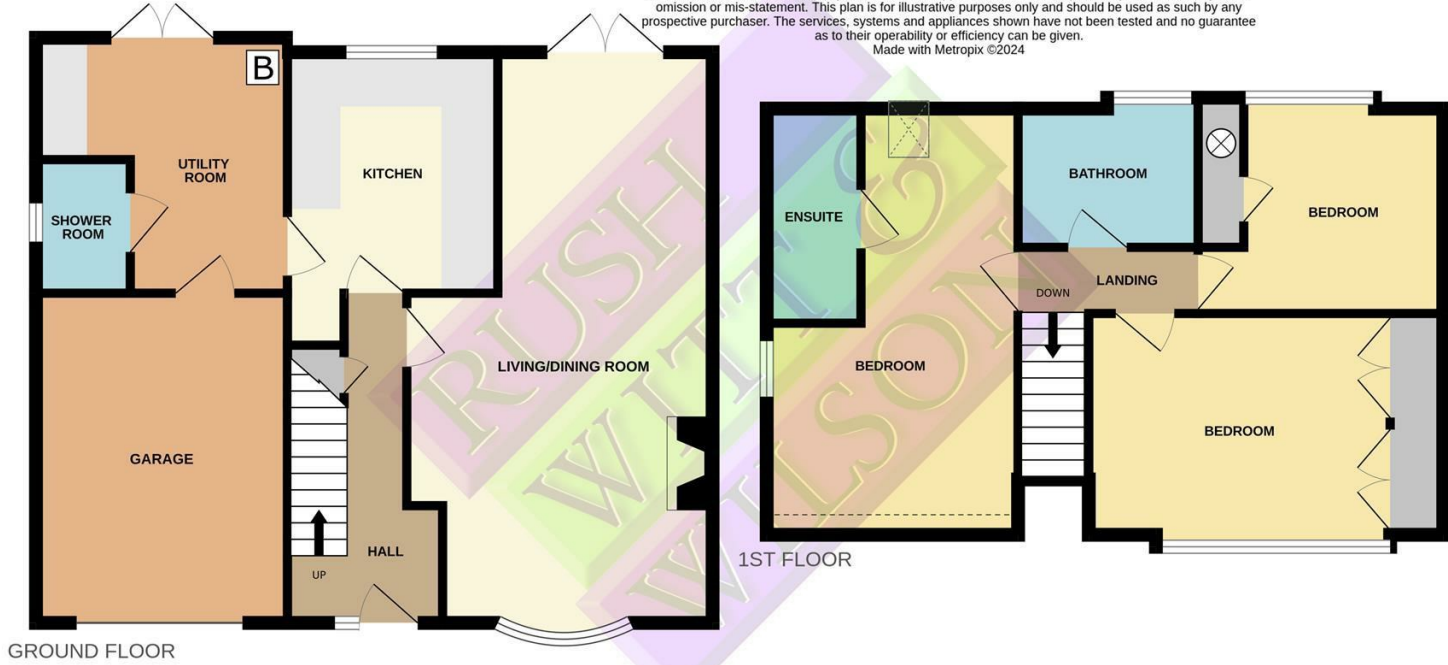 omission or mis-statement. This plan is for illustrative purposes only and should be used as such by any
prospective purchaser. The services, systems and appliances shown have not been tested and no guarantee
as to their operability or efficiency can be given.
Made with Metropix ©2024
B
UTILITY
ROOM
KITCHEN
SHOWER
ROOM
LIVING/DINING ROOM
GARAGE
HALL
UP
GROUND FLOOR
ENSUITE
BATHROOM
BEDROOM
LANDING
DOWN
BEDROOM
BEDROOM
1ST FLOOR
RUSH
WITT &
WILSON